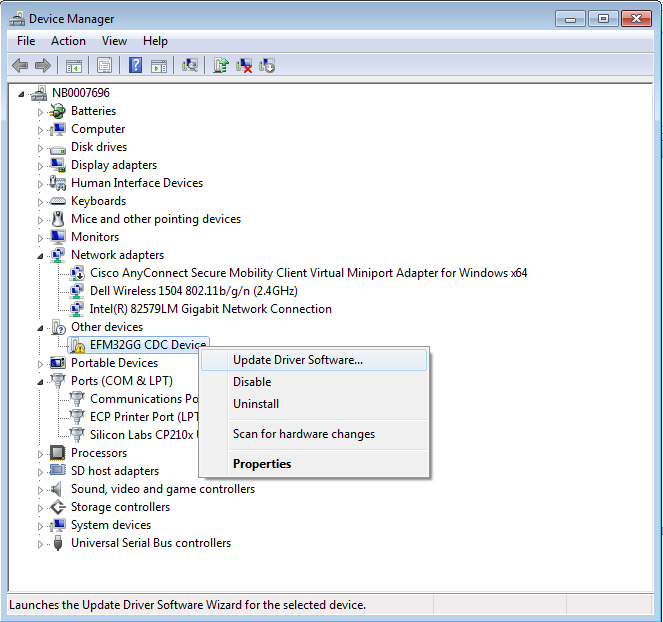 Device Manager
File Action View Help
NB0007696
Batteries
Computer
Disk drives
Display adapters
Human Interface Devices
Keyboards
Mice and other pointing devices
Monitors
Network adapters
Cisco AnyConnect Secure Mobility Client Virtual Miniport Adapter for Windows x64
Dell Wireless 1504 802.11b/g/n (2.4GHz)
Intel(R) 82579LM Gigabit Network Connection
Other devices
EFM32GG CDC Device
Update Driver Software...
Portable Devices
Ports (COM & LPT)
Disable
Communications Po
Uninstall
ECP Printer Port (LPT
Silicon Labs CP210x
Scan for hardware changes
Processors
Properties
SD host adapters
Sound, video and game controllers
Storage controllers
System devices
Universal Serial Bus controllers
Launches the Update Driver Software Wizard for the selected device.